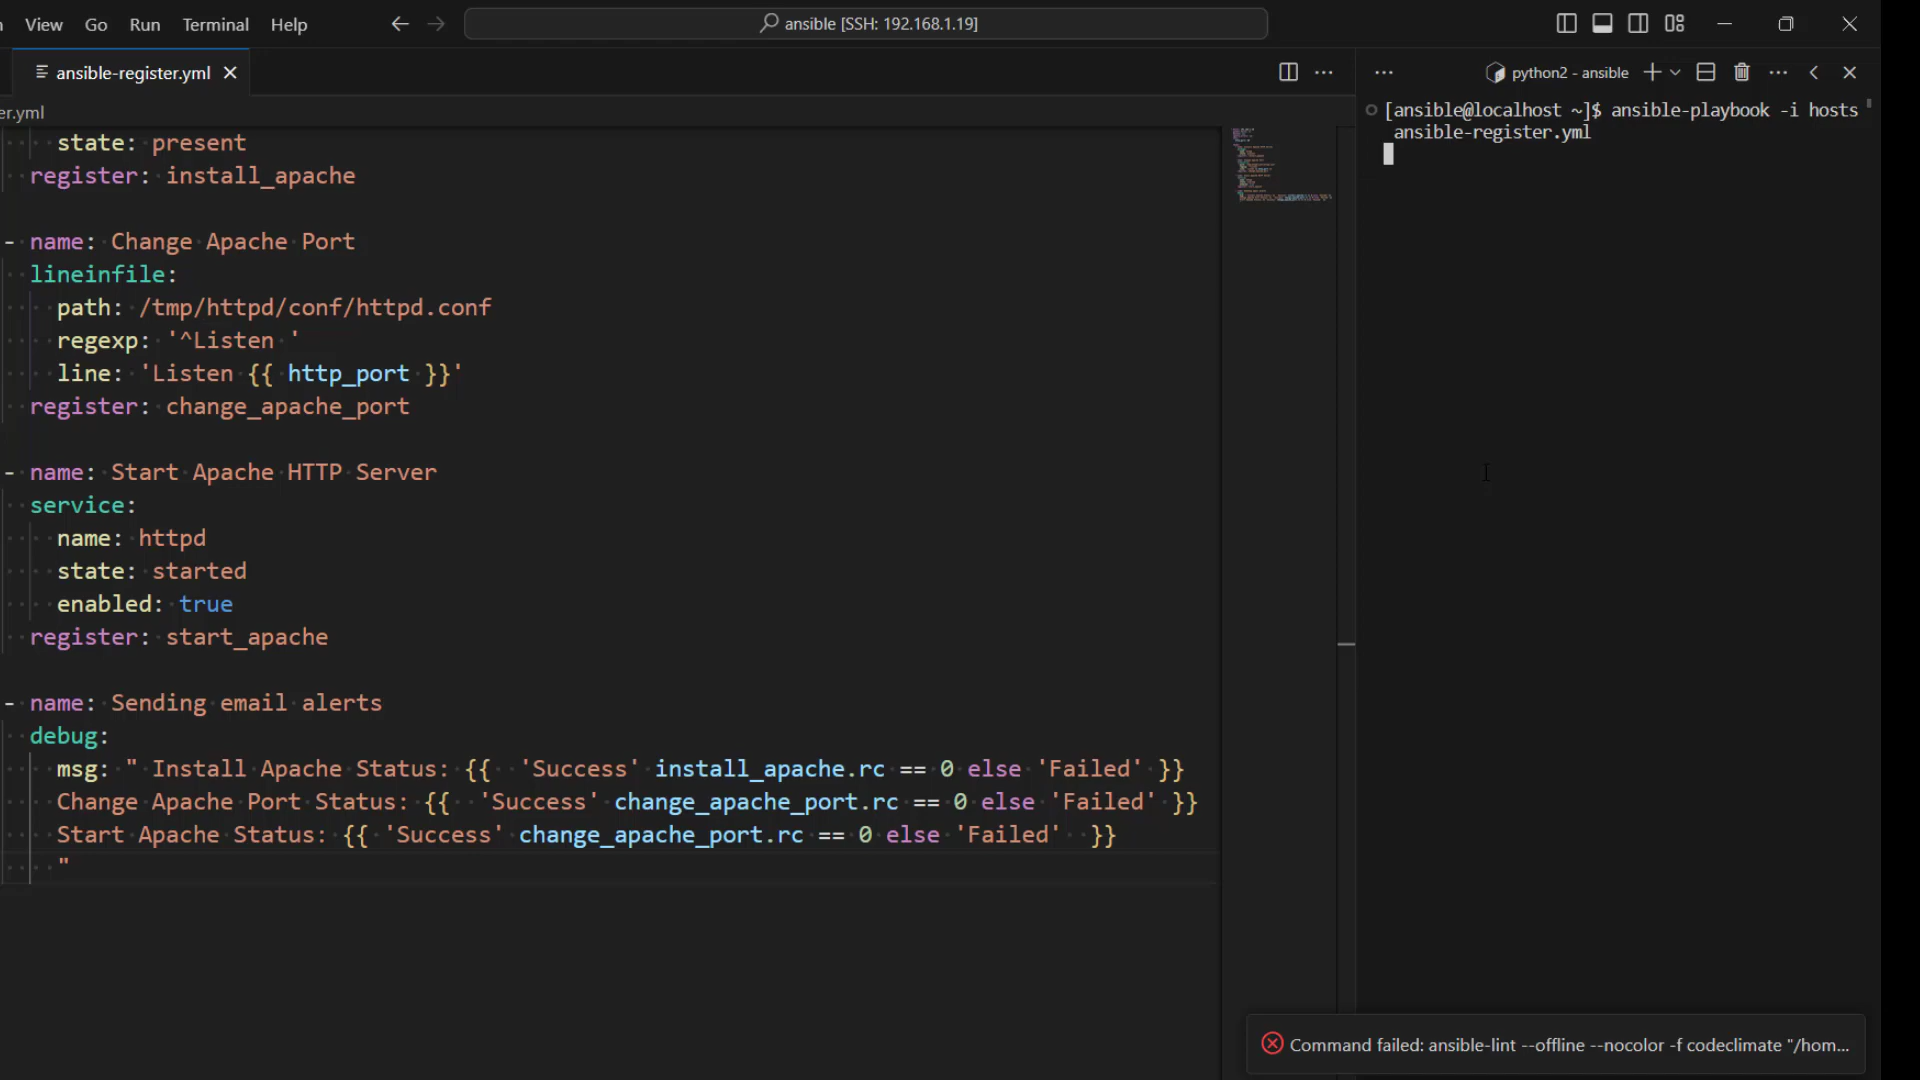 View Go Run Terminal Help
ansible [SSH: 192.168.1.19]
ansible-register.yml
python2 - ansible
er.yml
state: present
register: install_apache
- name: Change Apache Port
lineinfile:
path: /tmp/httpd/conf/httpd.conf
regexp: '^Listen '
line: 'Listen {{ http_port }}'
register: change_apache_port
- name: Start Apache HTTP Server
service:
name: httpd
state: started
enabled: true
register: start_apache
- name: Sending email alerts
debug:
msg: " Install Apache Status: {{  'Success' install_apache.rc == 0 else 'Failed' }}
Change Apache Port Status: {{  'Success' change_apache_port.rc == 0 else 'Failed' }}
Start Apache Status: {{ 'Success' change_apache_port.rc == 0 else 'Failed'  }}
"
[ansible@localhost ~]$ ansible-playbook -i hosts
ansible-register.yml
Command failed: ansible-lint --offline --nocolor -f codeclimate "/hom...